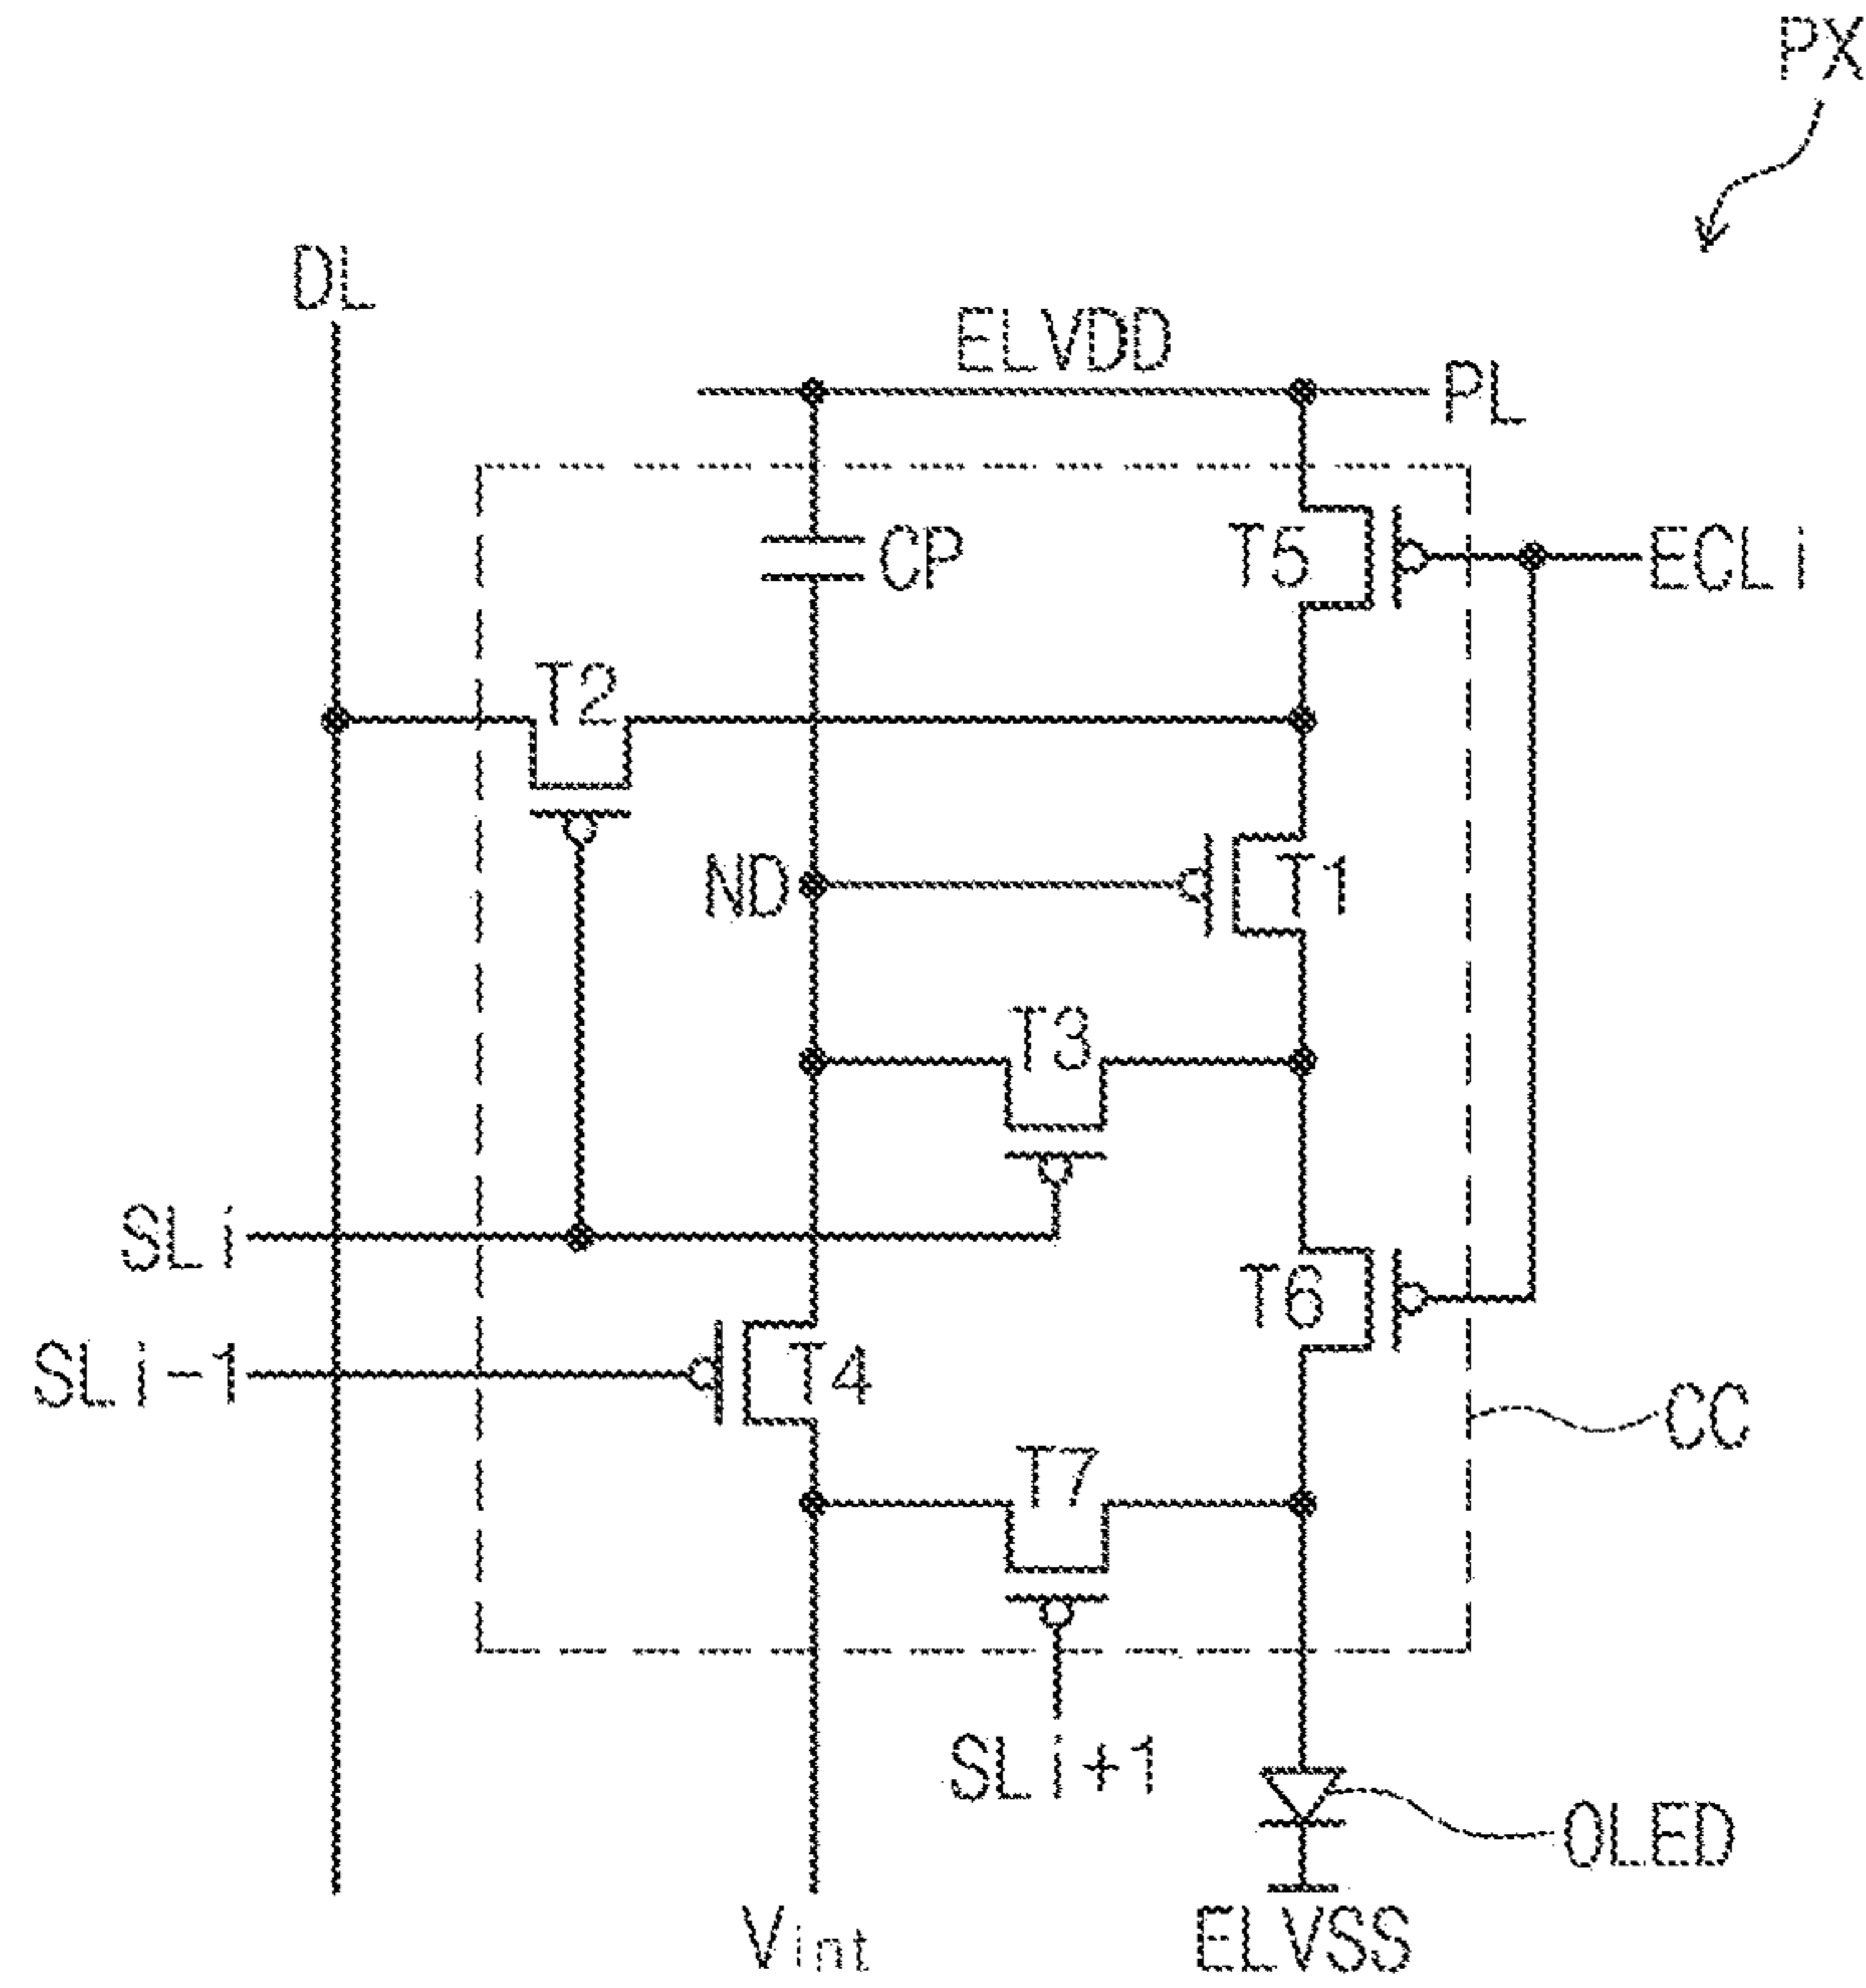 PX
DL
ELVDD
PL
CP
T5
ECLi
T2
ND
T1
T3
SLi
T6
SLi-1
T4
CC
T7
SLi+1
OLED
Vint
ELVSS